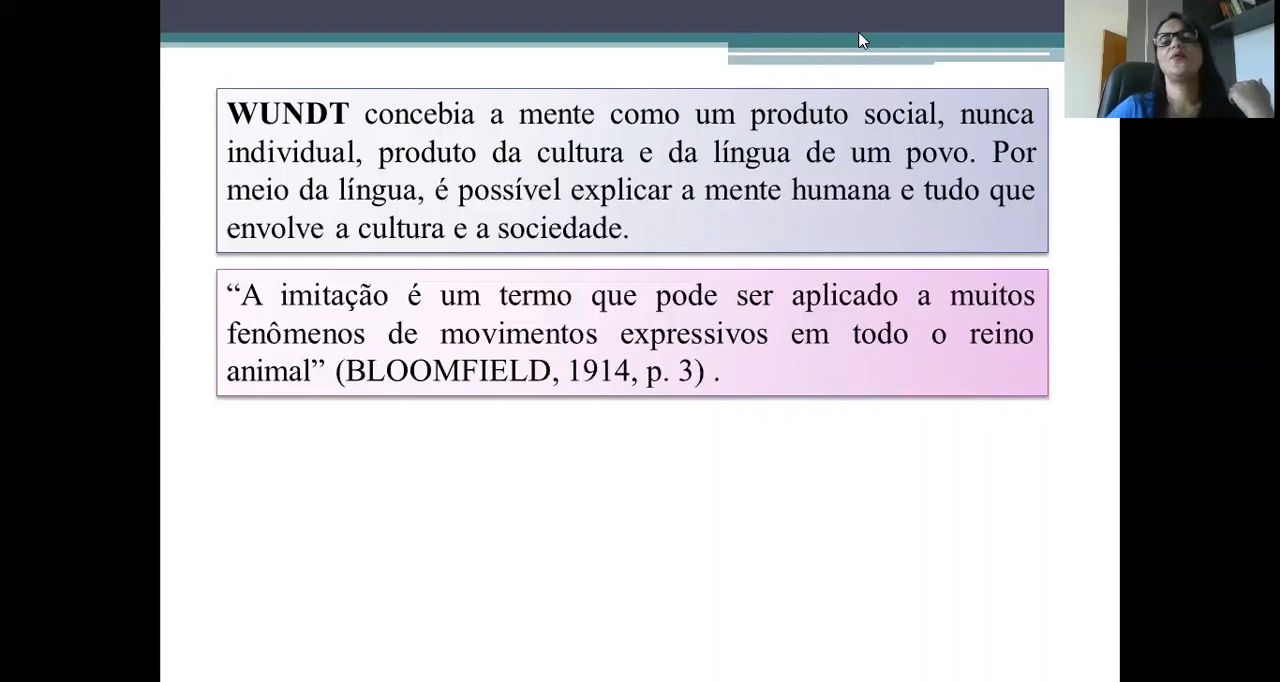 WUNDT concebia a mente como um produto social, nunca
individual, produto da cultura e da língua de um povo. Por
meio da língua, é possível explicar a mente humana e tudo que
envolve a cultura e a sociedade.
“A imitação é um termo que pode ser aplicado a muitos
fenômenos de movimentos expressivos em todo o reino
animal” (BLOOMFIELD, 1914, p. 3) .